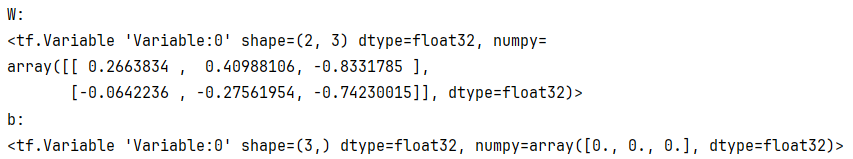 W:
<tf.Variable 'Variable:0' shape=(2, 3) dtype=float32, numpy=
array([[ 0.2663834 ,  0.40988106, -0.8331785 ],
       [-0.0642236 , -0.27561954, -0.74230015]], dtype=float32)>
b:
<tf.Variable 'Variable:0' shape=(3,) dtype=float32, numpy=array([0., 0., 0.], dtype=float32)>